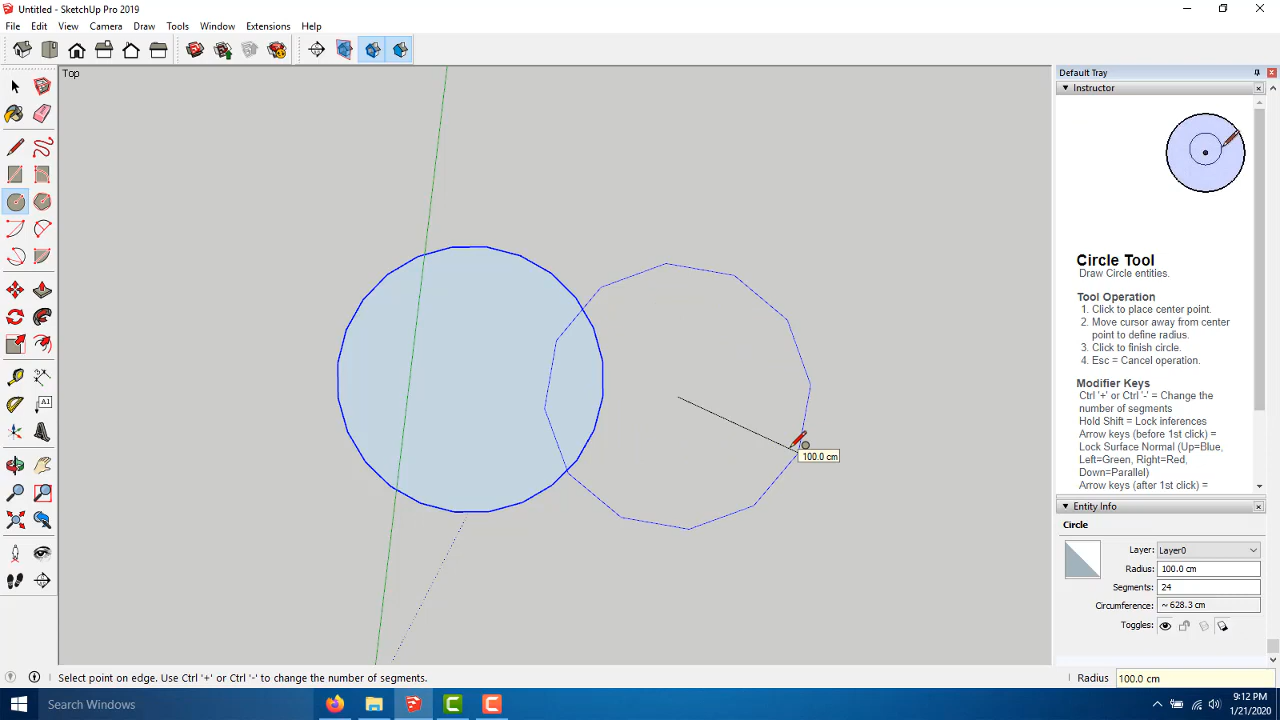 Untitled - SketchUp Pro 2019
File Edit View Camera Draw Tools Window Extensions Help
Top
Default Tray
Instructor
Circle Tool
Draw Circle entities.
Tool Operation
1. Click to place center point.
2. Move cursor away from center
point to define radius.
3. Click to finish circle.
4. Esc = Cancel operation.
Modifier Keys
Ctrl '+' or Ctrl '-' = Change the
number of segments
Hold Shift = Lock inferences
Arrow keys (before 1st click) =
Lock Surface Normal (Up=Blue,
Left=Green, Right=Red,
Down=Parallel)
Arrow keys (after 1st click) =
A1
100.0 cm
Entity Info
Circle
Layer: Layer0
Radius: 100.0 cm
Segments: 24
Circumference: ~ 628.3 cm
Toggles:
Select point on edge. Use Ctrl '+' or Ctrl '-' to change the number of segments.
Radius 100.0 cm
Search Windows
9:12 PM
1/21/2020